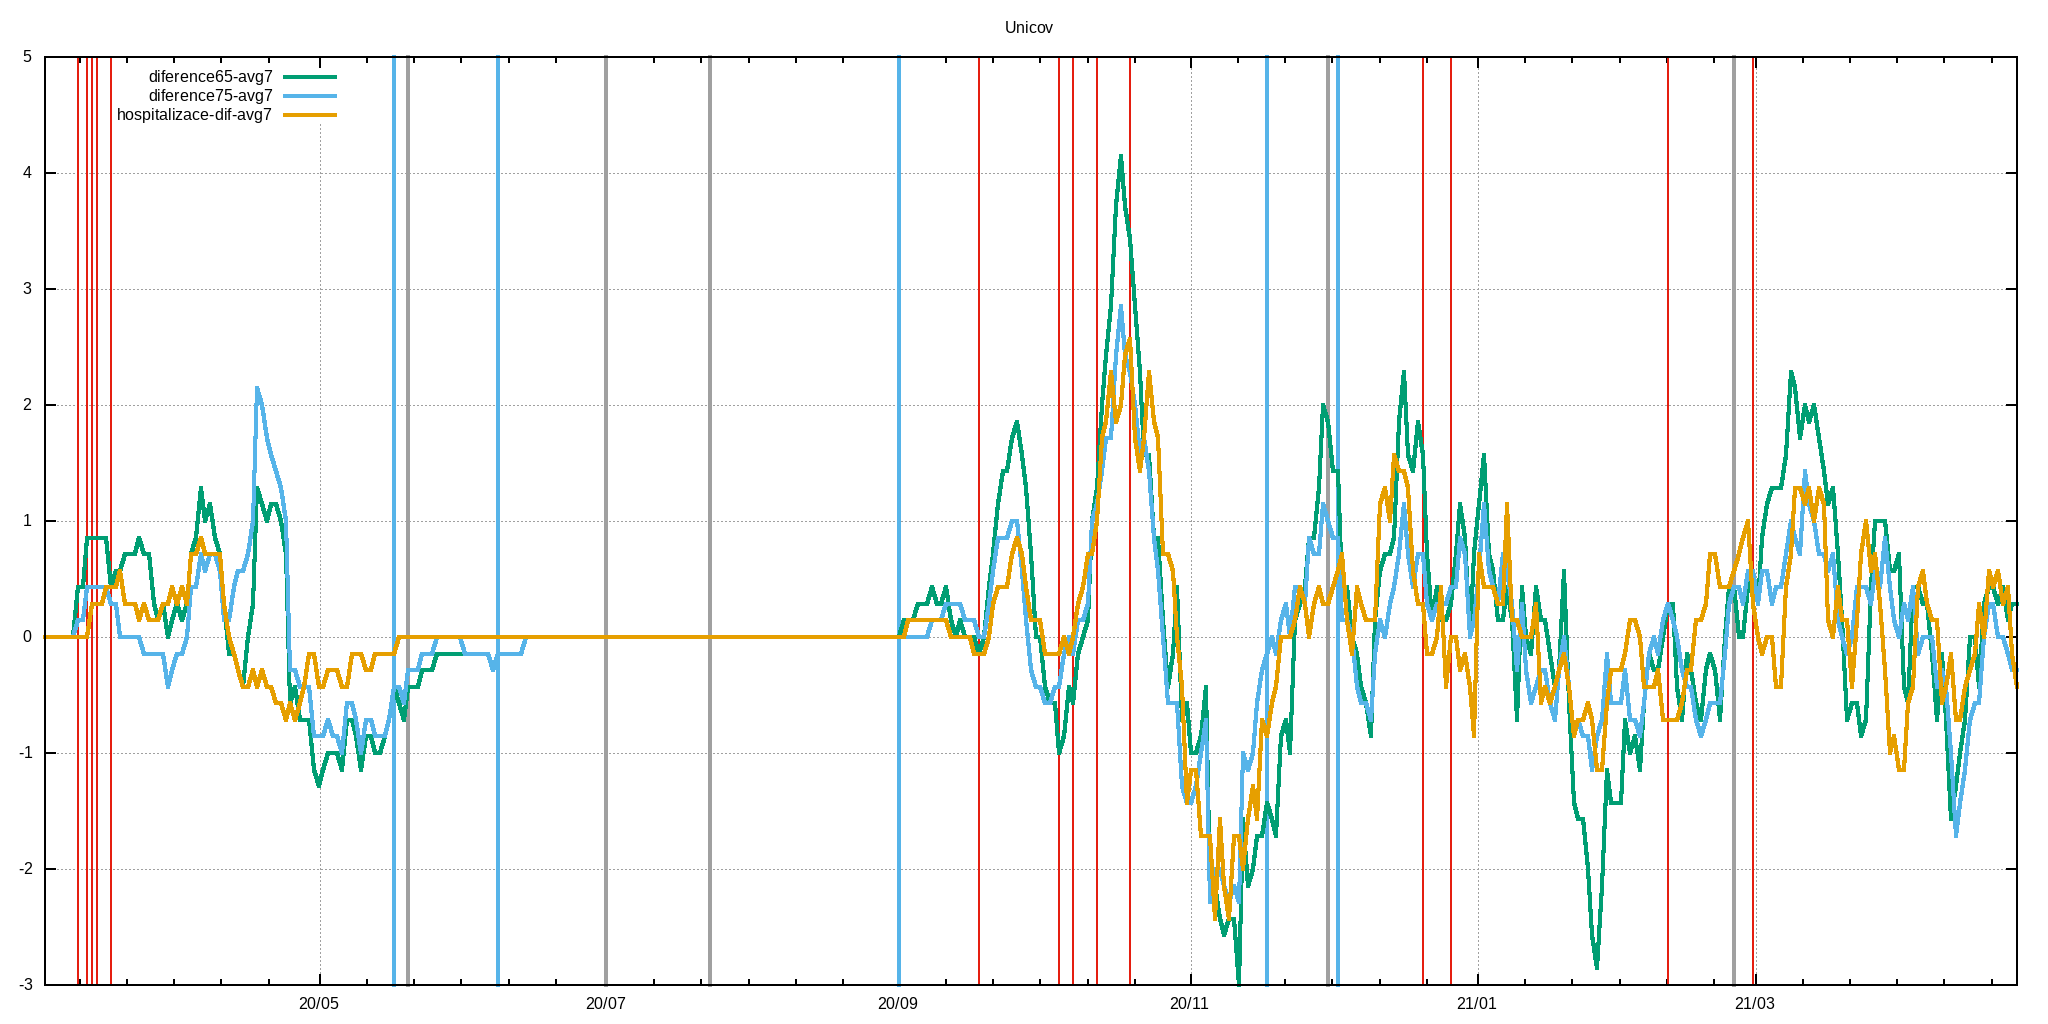 Unicov
5
diference65-avg7
diference75-avg7
hospitalizace-dif-avg7
4
3
2
1
0
-1
-2
-3
20/05 20/07 20/09 20/11 21/01 21/03